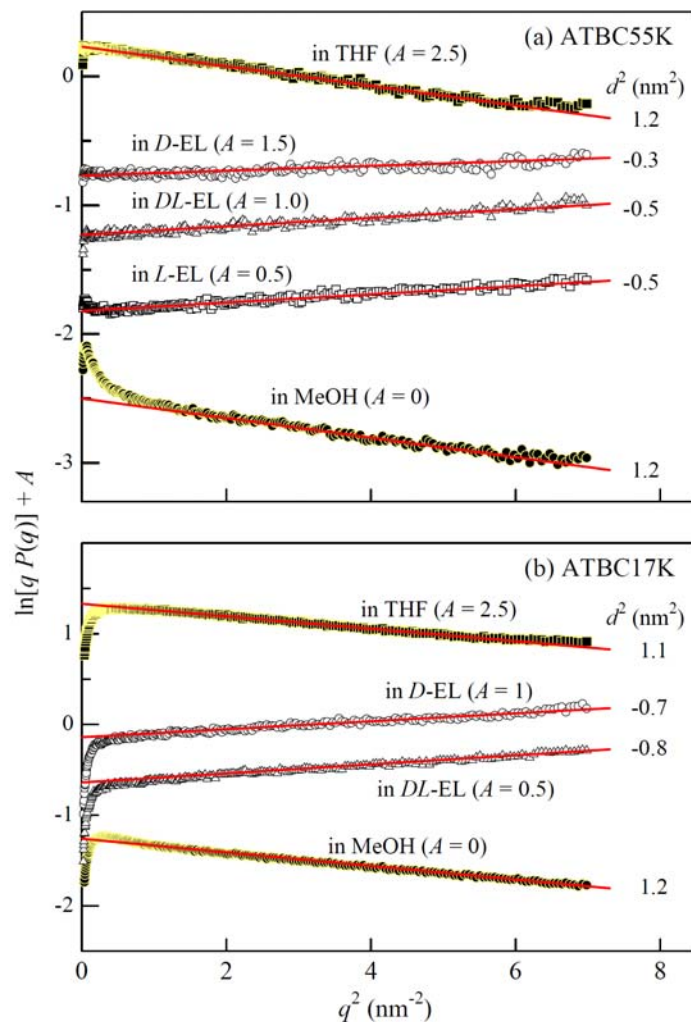 (a) ATBC55K
in THF (A = 2.5)
d² (nm²)
0
1.2
in D-EL (A = 1.5)
-0.3
-1
in DL-EL (A = 1.0)
-0.5
in L-EL (A = 0.5)
-0.5
-2
in MeOH (A = 0)
-3
1.2
ln[q P(q)] + A
(b) ATBC17K
in THF (A = 2.5)
d² (nm²)
1
1.1
in D-EL (A = 1)
-0.7
0
-0.8
in DL-EL (A = 0.5)
-1
in MeOH (A = 0)
1.2
-2
0 2 4 6 8
q² (nm⁻²)